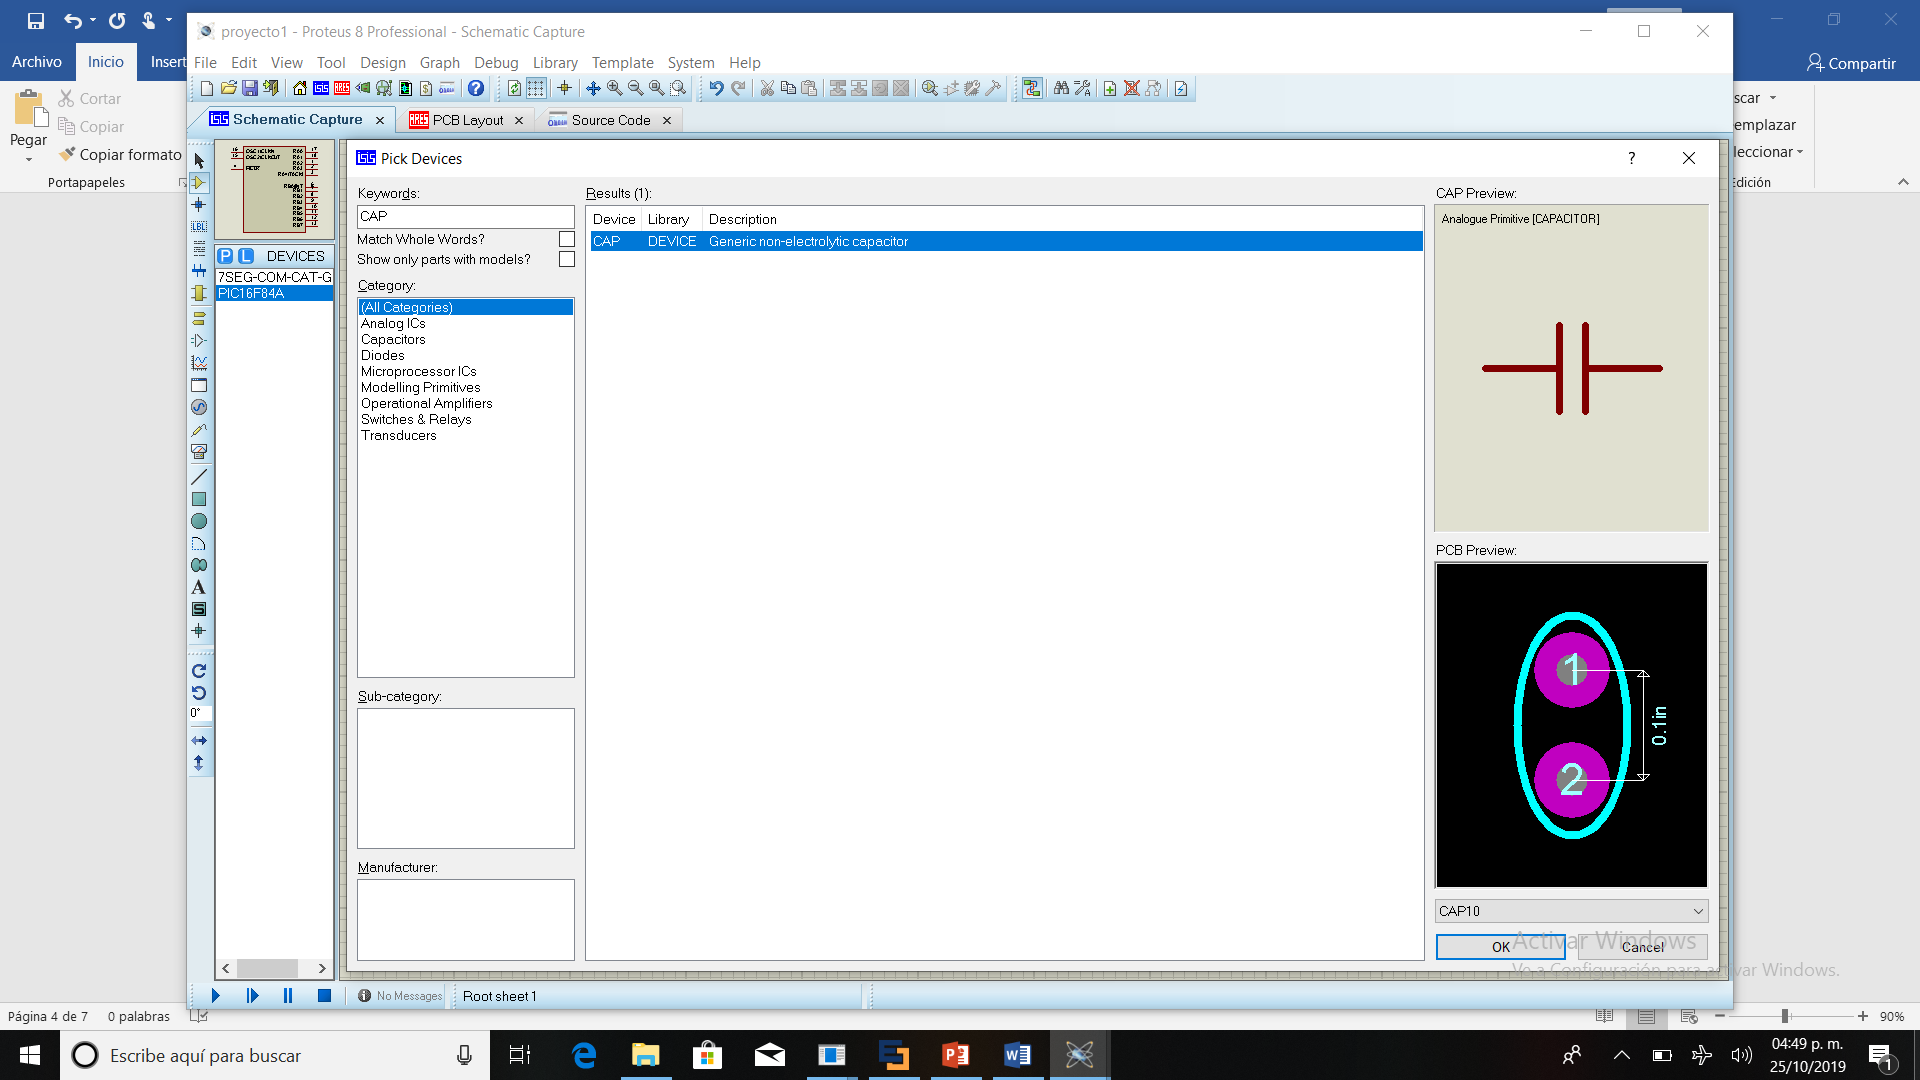 proyecto1 - Proteus 8 Professional - Schematic Capture
Archivo
Inicio
Insert
Compartir
File Edit View Tool Design Graph Debug Library Template System Help
Pegar
Cortar
Copiar
Copiar formato
Portapapeles
scar
emplazar
leccionar
dición
Schematic Capture
PCB Layout
Source Code
Pick Devices
?
P L DEVICES
7SEG-COM-CAT-G
PIC16F84A
LBL
A
S
0°
Keywords:
CAP
Match Whole Words?
Show only parts with models?
Category:
(All Categories)
Analog ICs
Capacitors
Diodes
Microprocessor ICs
Modelling Primitives
Operational Amplifiers
Switches & Relays
Transducers
Sub-category:
Manufacturer:
Results (1):
Device Library Description
CAP DEVICE Generic non-electrolytic capacitor
CAP Preview:
Analogue Primitive [CAPACITOR]
PCB Preview:
1
2
0.1in
CAP10
OK
Cancel
Activar Windows
Ve a Configuración para activar Windows.
No Messages
Root sheet 1
Página 4 de 7
0 palabras
90%
Escribe aquí para buscar
04:49 p. m.
25/10/2019
1